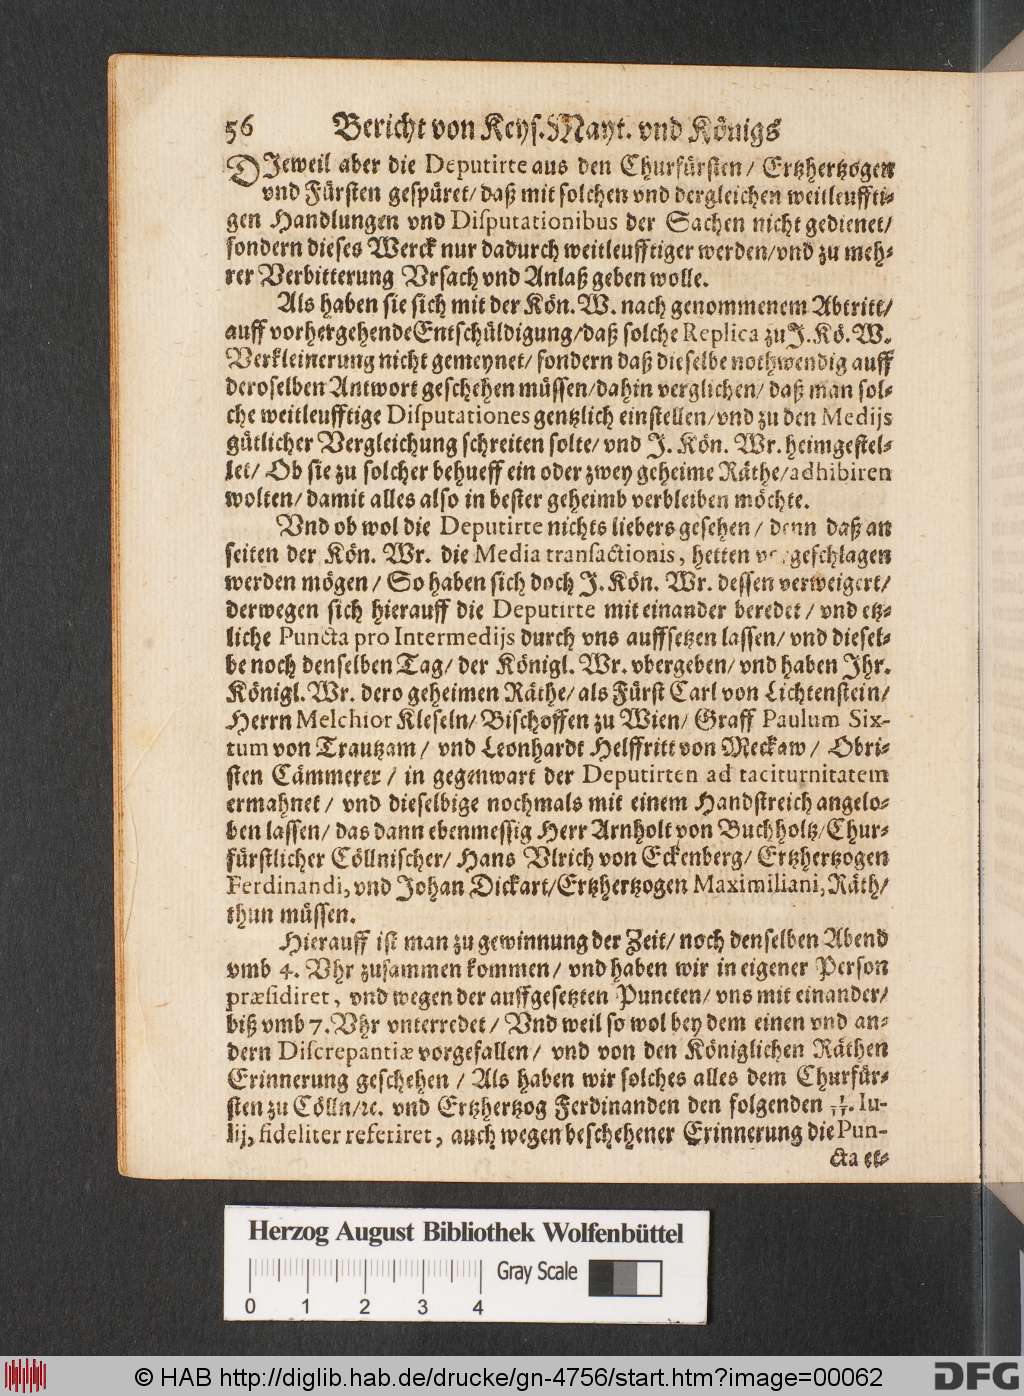 56 Bericht von Keys. Mayt. vnd Königs
DJeweil aber die Deputirte aus den Churfürsten/ Ertzhertzogen
vnd Fürsten gespüret/ daß mit solchen vnd dergleichen weitleuffti-
gen Handlungen vnd Disputationibus der Sachen nicht gedienet/
sondern dieses Werck nur dadurch weitleufftiger werden/ vnd zu meh-
rer Verbitterung Vrsach vnd Anlaß geben wolle.
Als haben sie sich mit der Kön. W. nach genommenem Abtritt/
auff vorhergehende Entschüldigung/ daß solche Replica zu J. Kö. W.
Verkleinerung nicht gemeynet/ sondern daß dieselbe nothwendig auff
deroselben Antwort geschehen müssen/ dahin verglichen/ daß man sol-
che weitleufftige Disputationes gentzlich einstellen/ vnd zu den Medijs
gütlicher Vergleichung schreiten solte/ vnd J. Kön. Wr. heimgestel-
let/ Ob sie zu solcher behueff ein oder zwey geheime Räthe/ adhibiren
wolten/ damit alles also in bester geheimb verbleiben möchte.
Vnd ob wol die Deputirte nichts liebers gesehen/ denn daß an
seiten der Kön. Wr. die Media transactionis, hetten vorgeschlagen
werden mögen/ So haben sich doch J. Kön. Wr. dessen verweigert/
derwegen sich hierauff die Deputirte mit einander beredet/ vnd etz-
liche Puncta pro Intermedijs durch vns auffsetzen lassen/ vnd diesel-
be noch denselben Tag/ der Königl. Wr. vbergeben/ vnd haben Jhr.
Königl. Wr. dero geheimen Räthe/ als Fürst Carl von Lichtenstein/
Herrn Melchior Kleseln/ Bischoffen zu Wien/ Graff Paulum Six-
tum von Trautzam/ vnd Leonhardt Helffritt von Meckaw/ Obri-
sten Cämmerer/ in gegenwart der Deputirten ad taciturnitatem
ermahnet/ vnd dieselbige nochmals mit einem Handstreich angelo-
ben lassen/ das dann ebenmessig Herr Arnholt von Buchholtz/ Chur-
fürstlicher Cöllnischer/ Hans Vlrich von Eckenberg/ Ertzhertzogen
Ferdinandi, vnd Johan Dickart/ Ertzhertzogen Maximiliani, Räth/
thun müssen.
Hierauff ist man zu gewinnung der Zeit/ noch denselben Abend
vmb 4. Vhr zusammen kommen/ vnd haben wir in eigener Person
præsidiret, vnd wegen der auffgesetzten Puncten/ vns mit einander/
biß vmb 7. Vhr vnterredet/ Vnd weil so wol bey dem einen vnd an-
dern Discrepantiæ vorgefallen/ vnd von den Königlichen Räthen
Erinnerung geschehen/ Als haben wir solches alles dem Churfür-
sten zu Cölln/ ꝛc. vnd Ertzhertzog Ferdinanden den folgenden 1/11. Iu-
lij, fideliter referiret, auch wegen beschehener Erinnerung die Pun-
cta et-
Herzog August Bibliothek Wolfenbüttel
Gray Scale
0 1 2 3 4
© HAB http://diglib.hab.de/drucke/gn-4756/start.htm?image=00062
DFG